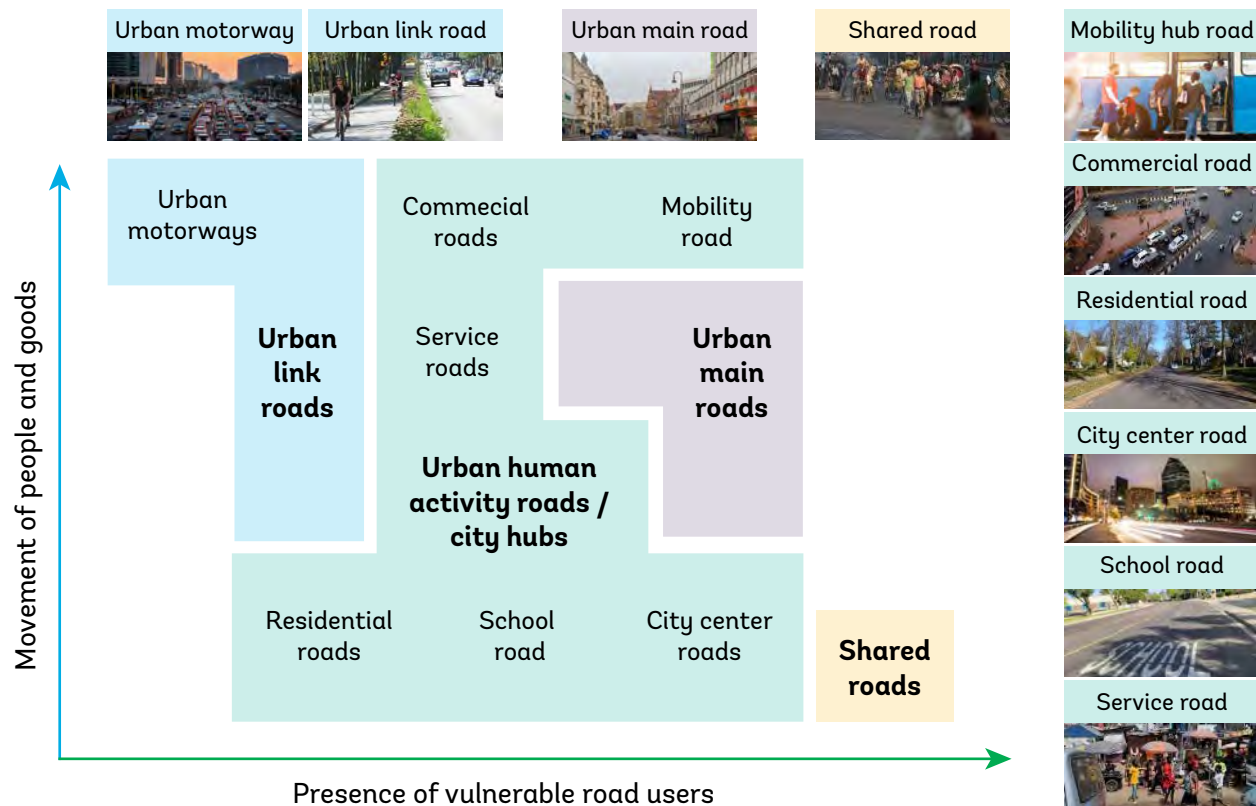 Urban motorway
Urban link road
Urban main road
Shared road
Mobility hub road
Commercial road
Residential road
City center road
School road
SCHOOL
Service road
Movement of people and goods
Urban
motorways
Commecial
roads
Mobility
road
Urban
link
roads
Service
roads
Urban
main
roads
Urban human
activity roads /
city hubs
Residential
roads
School
road
City center
roads
Shared
roads
Presence of vulnerable road users